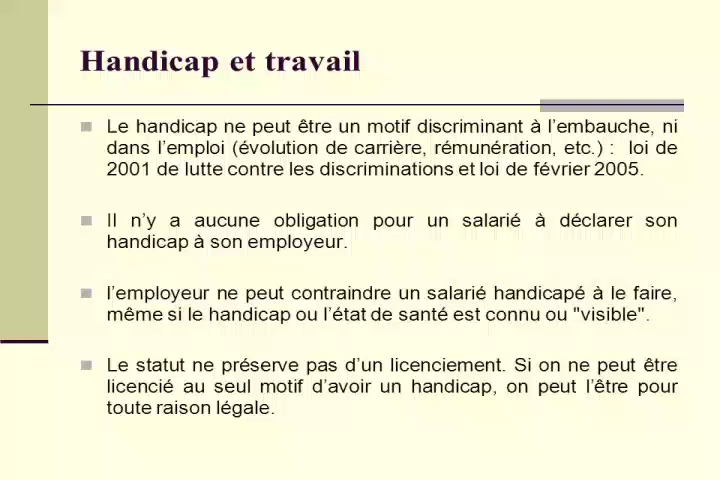 Handicap et travail
Le handicap ne peut être un motif discriminant à l'embauche, ni
dans l'emploi (évolution de carrière, rémunération, etc.) : loi de
2001 de lutte contre les discriminations et loi de février 2005.
Il n'y a aucune obligation pour un salarié à déclarer son
handicap à son employeur.
l'employeur ne peut contraindre un salarié handicapé à le faire,
même si le handicap ou l'état de santé est connu ou "visible".
Le statut ne préserve pas d'un licenciement. Si on ne peut être
licencié au seul motif d'avoir un handicap, on peut l'être pour
toute raison légale.